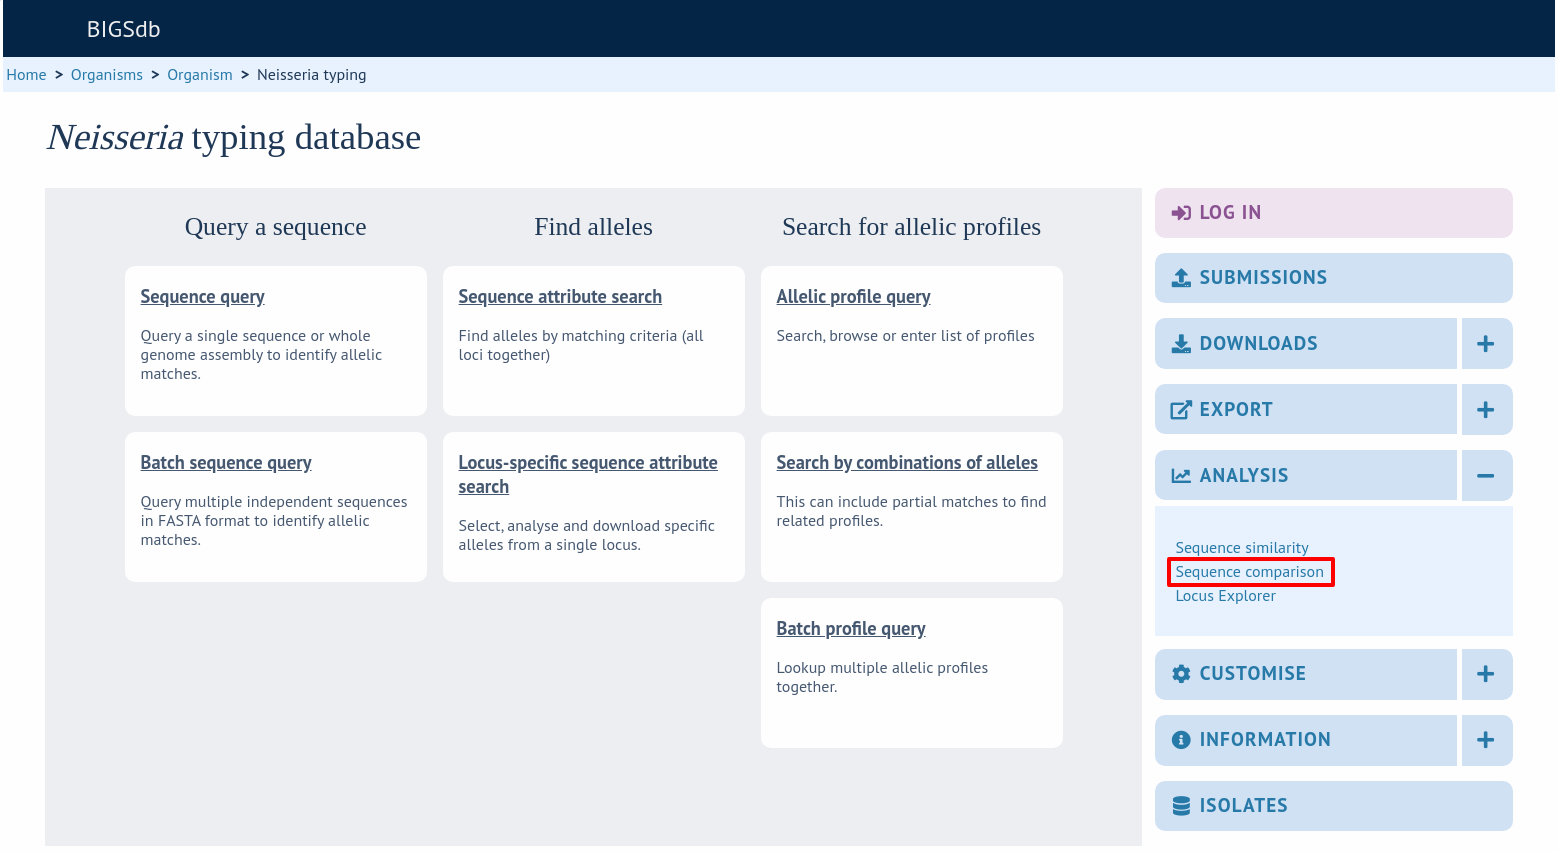 BIGSdb
Home > Organisms > Organism > Neisseria typing
Neisseria typing database
Query a sequence
Sequence query
Query a single sequence or whole
genome assembly to identify allelic
matches.
Batch sequence query
Query multiple independent sequences
in FASTA format to identify allelic
matches.
Find alleles
Sequence attribute search
Find alleles by matching criteria (all
loci together)
Locus-specific sequence attribute
search
Select, analyse and download specific
alleles from a single locus.
Search for allelic profiles
Allelic profile query
Search, browse or enter list of profiles
Search by combinations of alleles
This can include partial matches to find
related profiles.
Batch profile query
Lookup multiple allelic profiles
together.
LOG IN
SUBMISSIONS
DOWNLOADS
EXPORT
ANALYSIS
Sequence similarity
Sequence comparison
Locus Explorer
CUSTOMISE
INFORMATION
ISOLATES